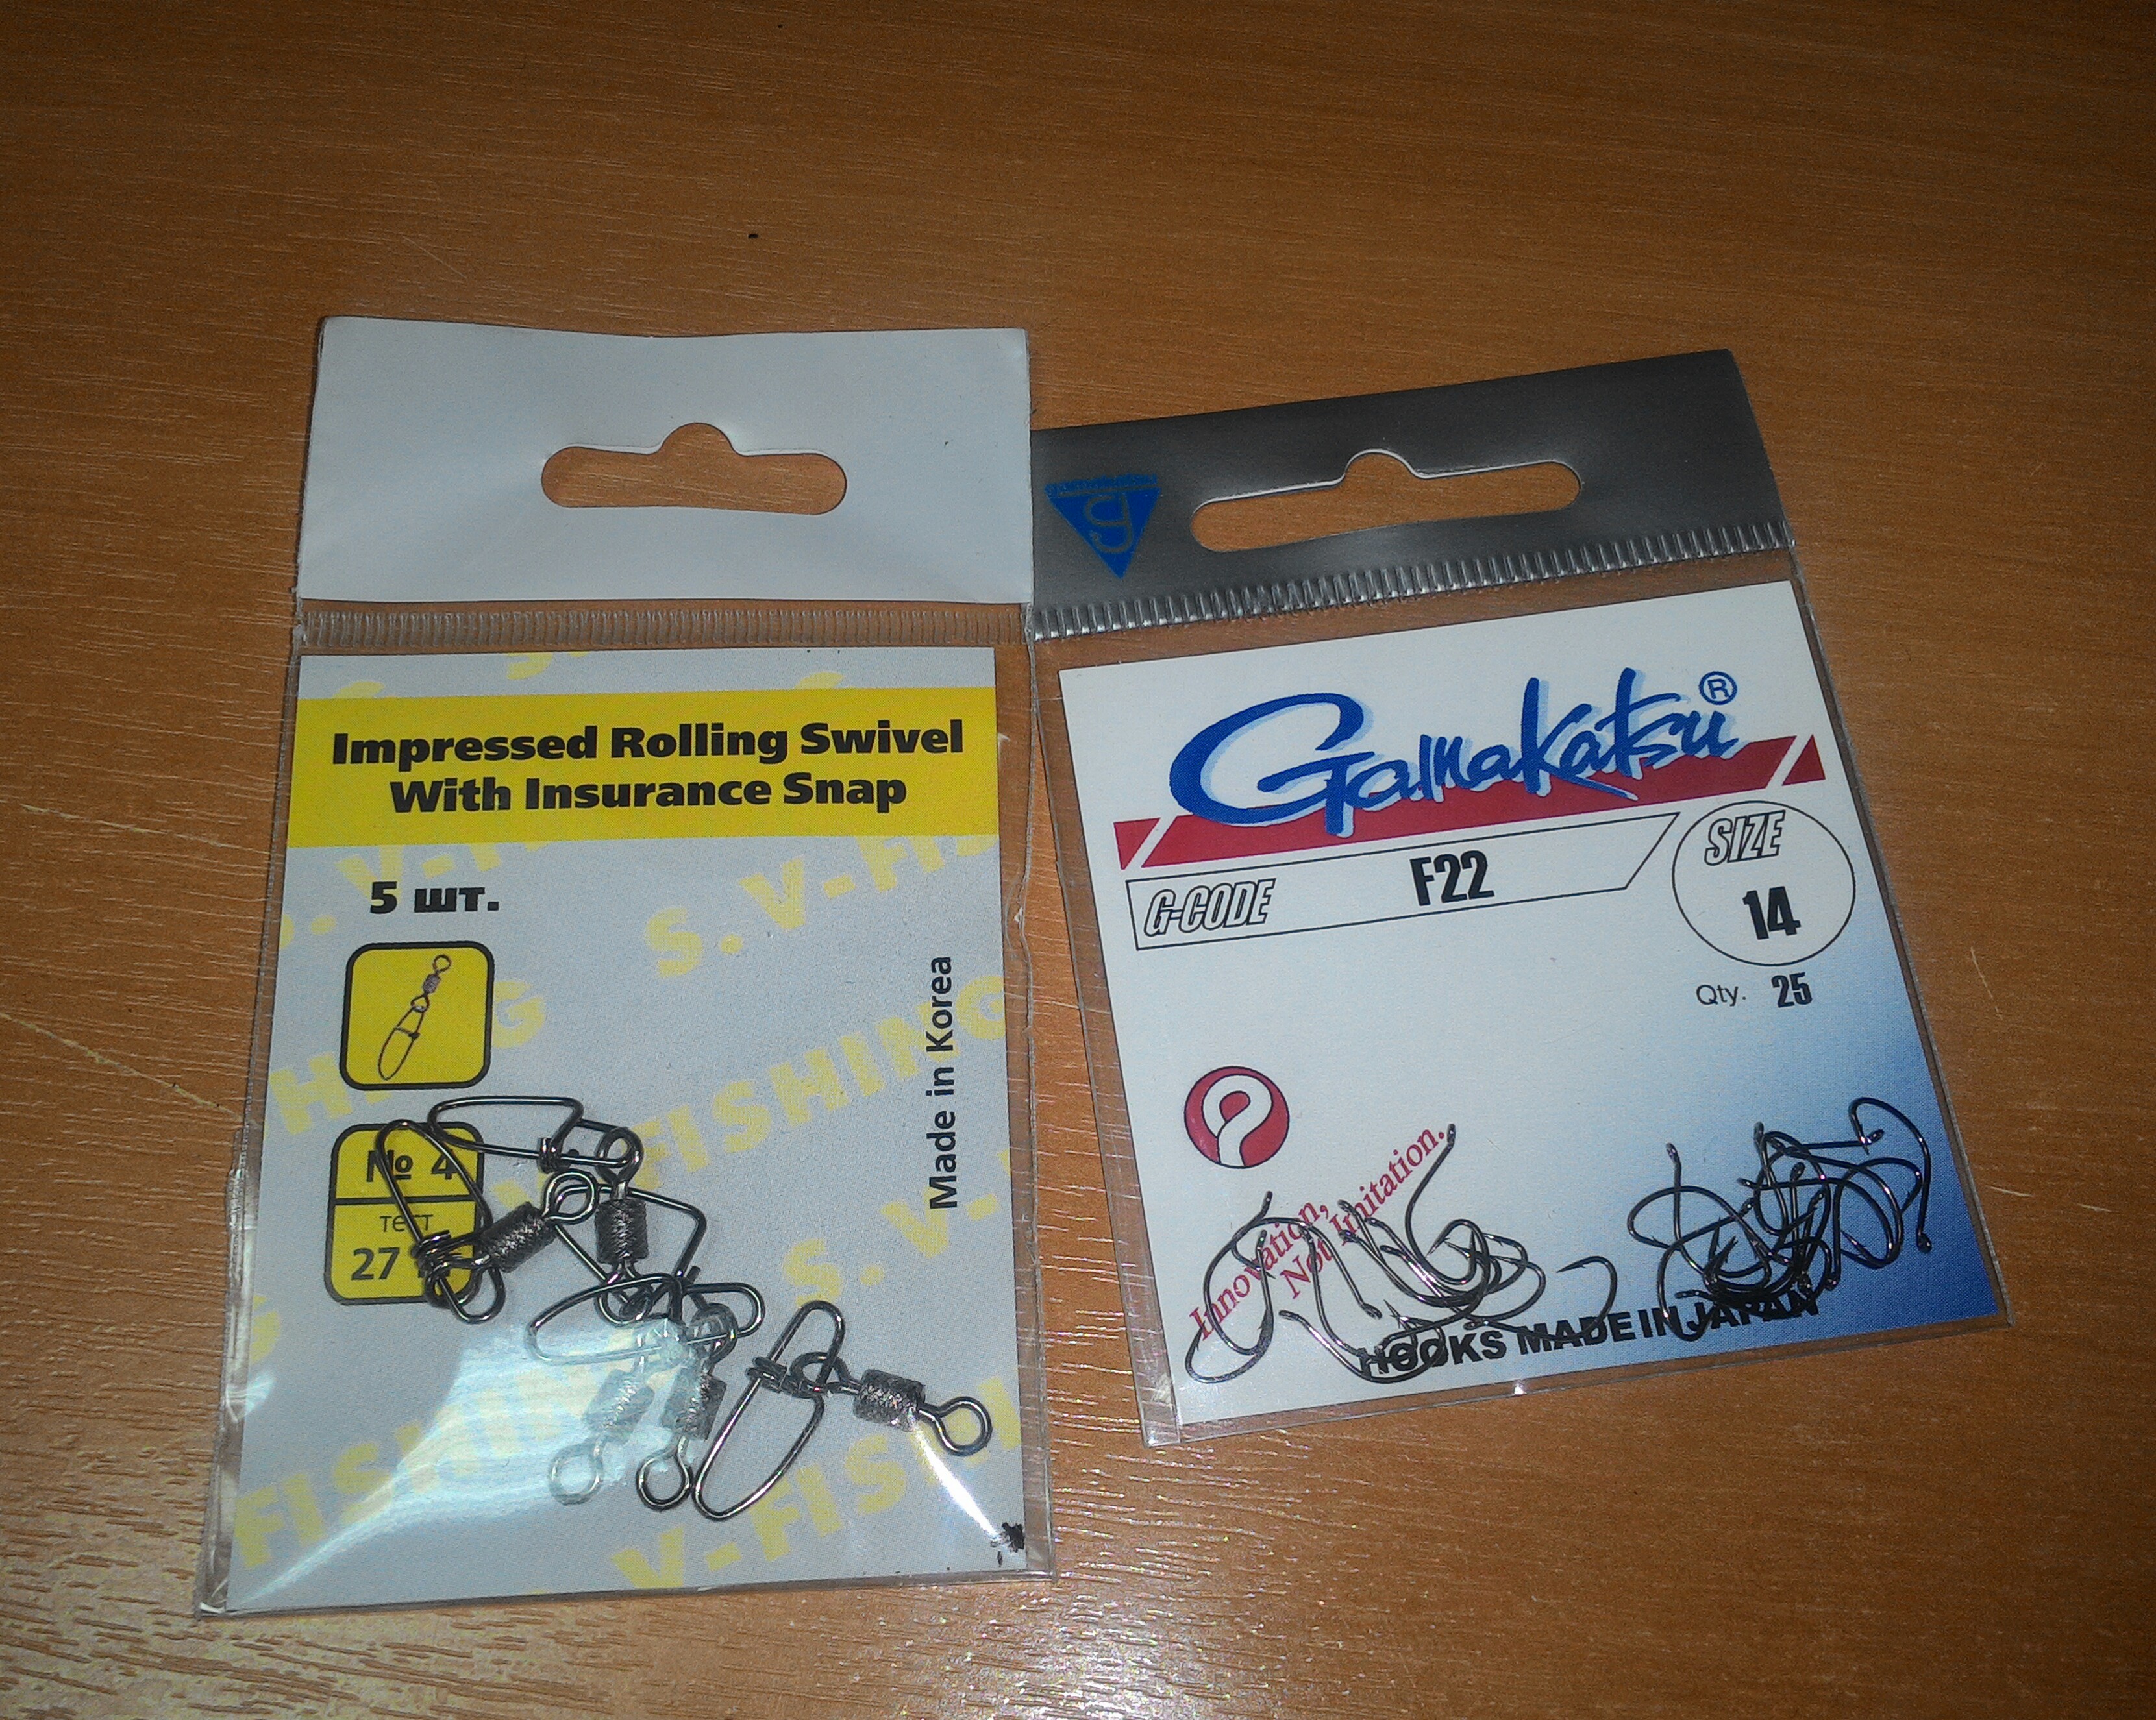 Impressed Rolling Swivel
With Insurance Snap
5 шт.
№ 4
тест
27
Made in Korea
S. V-FISHING
Gamakatsu®
G-CODE F22
SIZE
14
Qty. 25
Innovation,
Not Imitation.
HOOKS MADE IN JAPAN